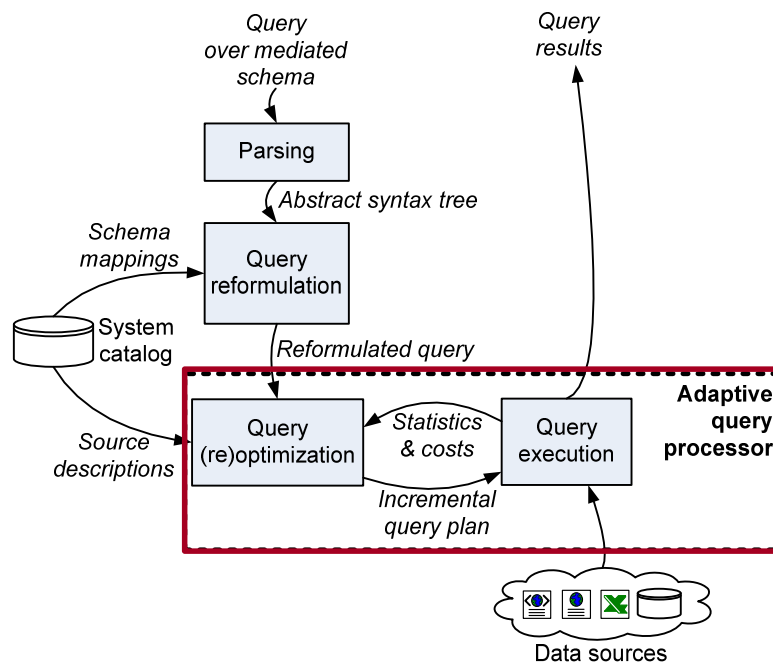 Query
over mediated
schema
Query
results
Parsing
Abstract syntax tree
Schema
mappings
Query
reformulation
System
catalog
Reformulated query
Adaptive
query
processor
Source
descriptions
Query
(re)optimization
Statistics
& costs
Query
execution
Incremental
query plan
Data sources